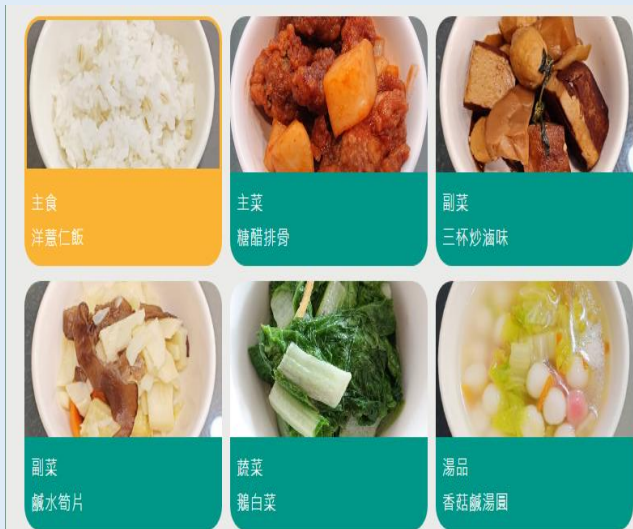 主食
洋薏仁飯
主菜
糖醋排骨
副菜
三杯炒滷味
副菜
鹹水筍片
蔬菜
鵝白菜
湯品
香菇鹹湯圓